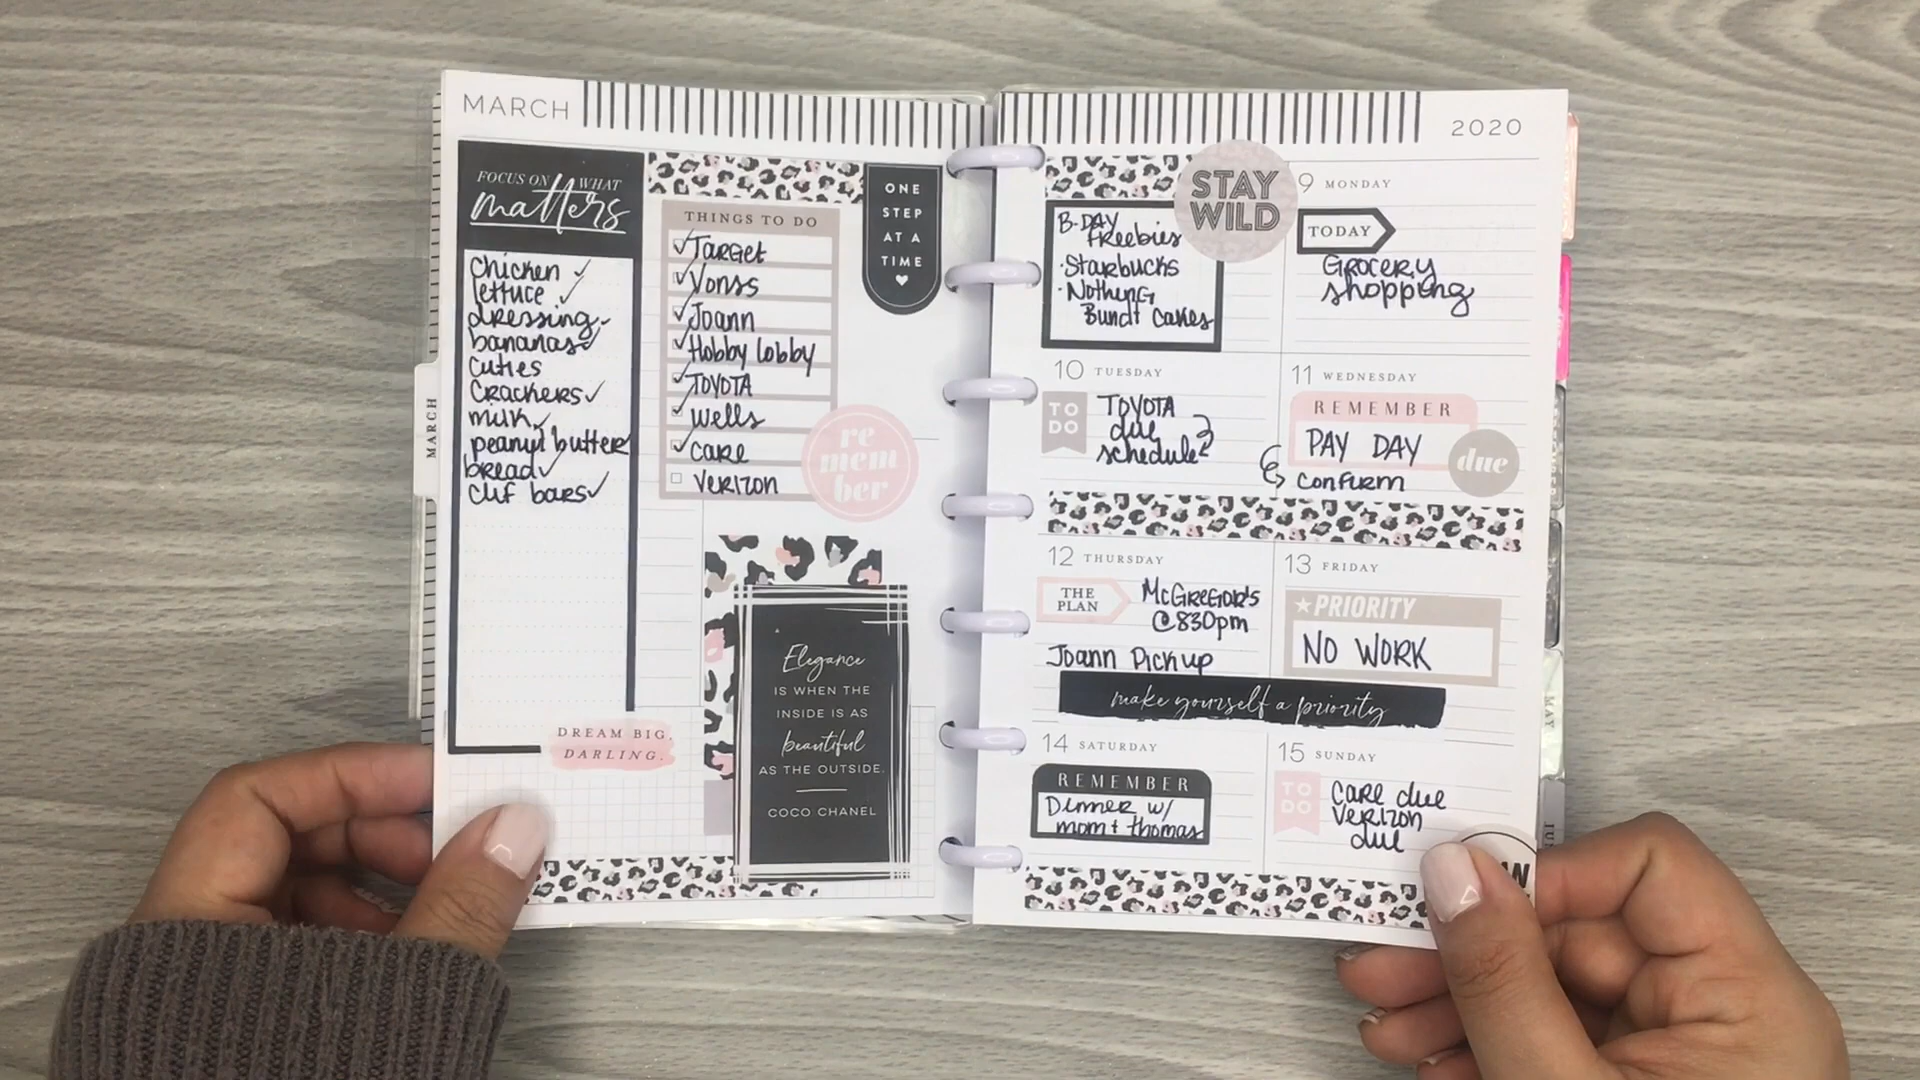 MARCH
FOCUS ON WHAT
matters
Chicken
lettuce
dressing
bananas
Cuties
Crackers
milk
peanut butter
bread
Clif bars
THINGS TO DO
Target
Vonss
Joann
Hobby lobby
TOYOTA
Wells
Care
Verizon
ONE
STEP
AT A
TIME
re
mem
ber
DREAM BIG,
DARLING.
Elegance
IS WHEN THE
INSIDE IS AS
beautiful
AS THE OUTSIDE.
COCO CHANEL
MARCH
2020
STAY
WILD
B-DAY
Freebies
·Starbucks
·Nothing
Bundt Cakes
9 MONDAY
TODAY
Grocery
shopping
10 TUESDAY
TO
DO
TOYOTA
due
schedule
11 WEDNESDAY
REMEMBER
PAY DAY
due
Confirm
12 THURSDAY
THE
PLAN
McGregor's
@830pm
Joann Pickup
13 FRIDAY
PRIORITY
NO WORK
make yourself a priority
14 SATURDAY
REMEMBER
Dinner w/
mom + thomas
15 SUNDAY
TO
DO
Care due
Verizon
due
MAY